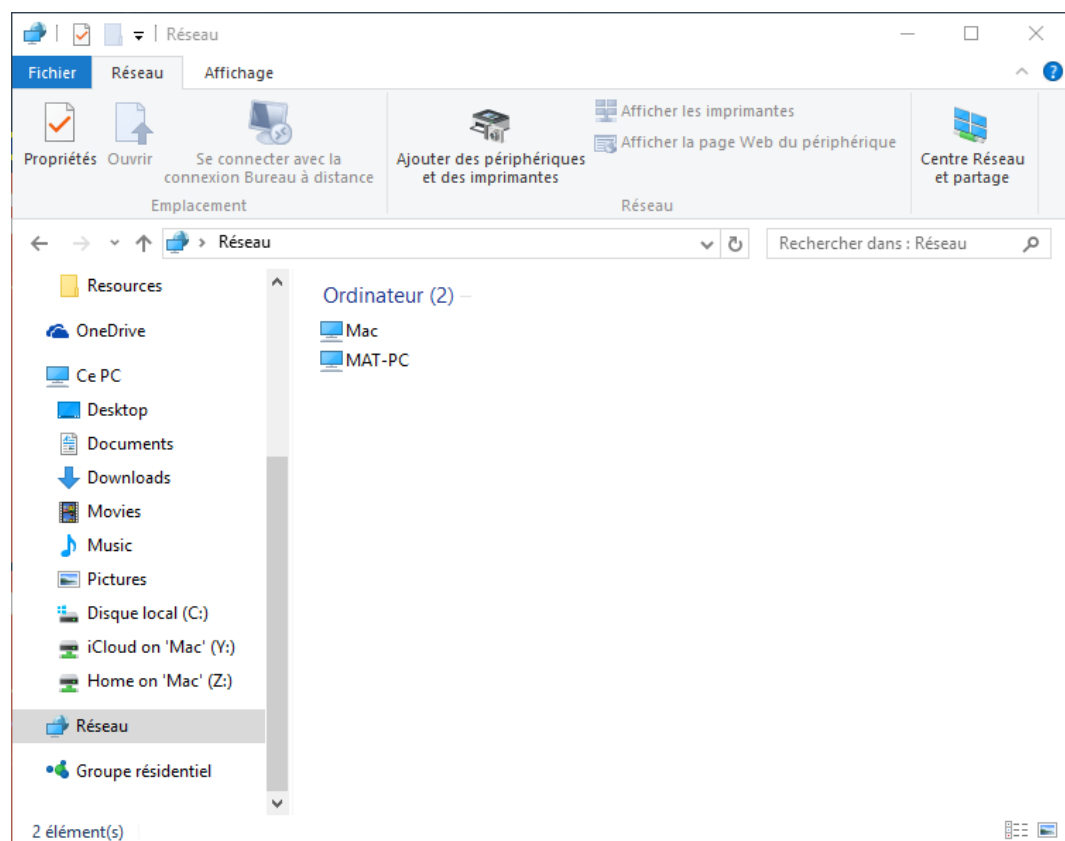 Réseau
Fichier Réseau Affichage
Propriétés Ouvrir Se connecter avec la connexion Bureau à distance
Emplacement
Ajouter des périphériques et des imprimantes
Afficher les imprimantes
Afficher la page Web du périphérique
Réseau
Centre Réseau et partage
Réseau
Rechercher dans : Réseau
Resources
OneDrive
Ce PC
Desktop
Documents
Downloads
Movies
Music
Pictures
Disque local (C:)
iCloud on 'Mac' (Y:)
Home on 'Mac' (Z:)
Réseau
Groupe résidentiel
Ordinateur (2)
Mac
MAT-PC
2 élément(s)